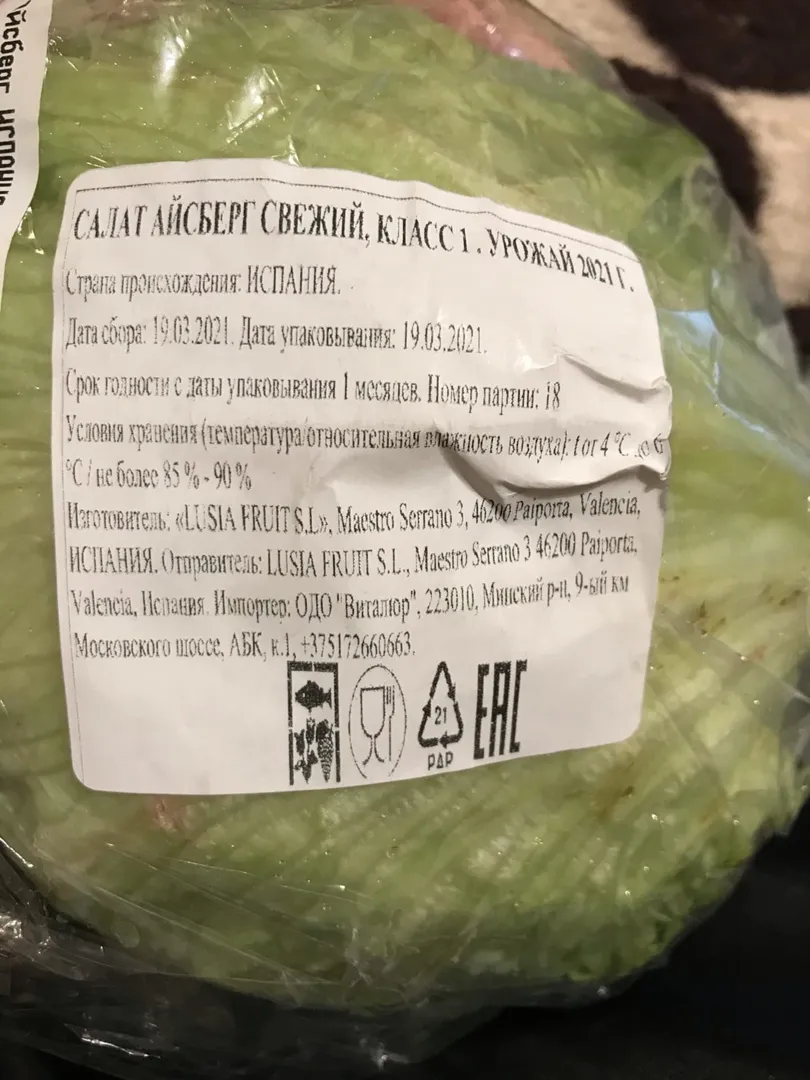 Айсберг
САЛАТ АЙСБЕРГ СВЕЖИЙ, КЛАСС 1. УРОЖАЙ 2021 Г.
Страна происхождения: ИСПАНИЯ.
Дата сбора: 19.03.2021. Дата упаковывания: 19.03.2021.
Срок годности с даты упаковывания 1 месяцев. Номер партии: 18
Условия хранения (температура/относительная влажность воздуха): t от 4 °C до 6
°C / не более 85 % - 90 %
Изготовитель: «LUSIA FRUIT S.L», Maestro Serrano 3, 46200 Paiporta, Valencia,
ИСПАНИЯ. Отправитель: LUSIA FRUIT S.L., Maestro Serrano 3 46200 Paiporta,
Valencia, Испания. Импортер: ОДО "Виталюр", 223010, Минский р-н, 9-ый км
Московского шоссе, АБК, к.1, +375172660663.
21
PAP
EAC